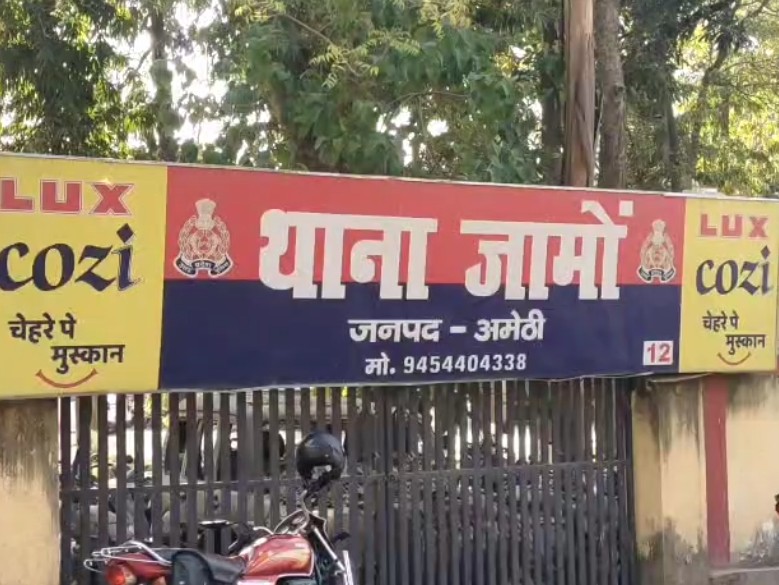 LUX
cozi
चेहरे पे
मुस्कान
थाना जामों
जनपद - अमेठी
मो. 9454404338
12
LUX
cozi
चेहरे पे
मुस्कान